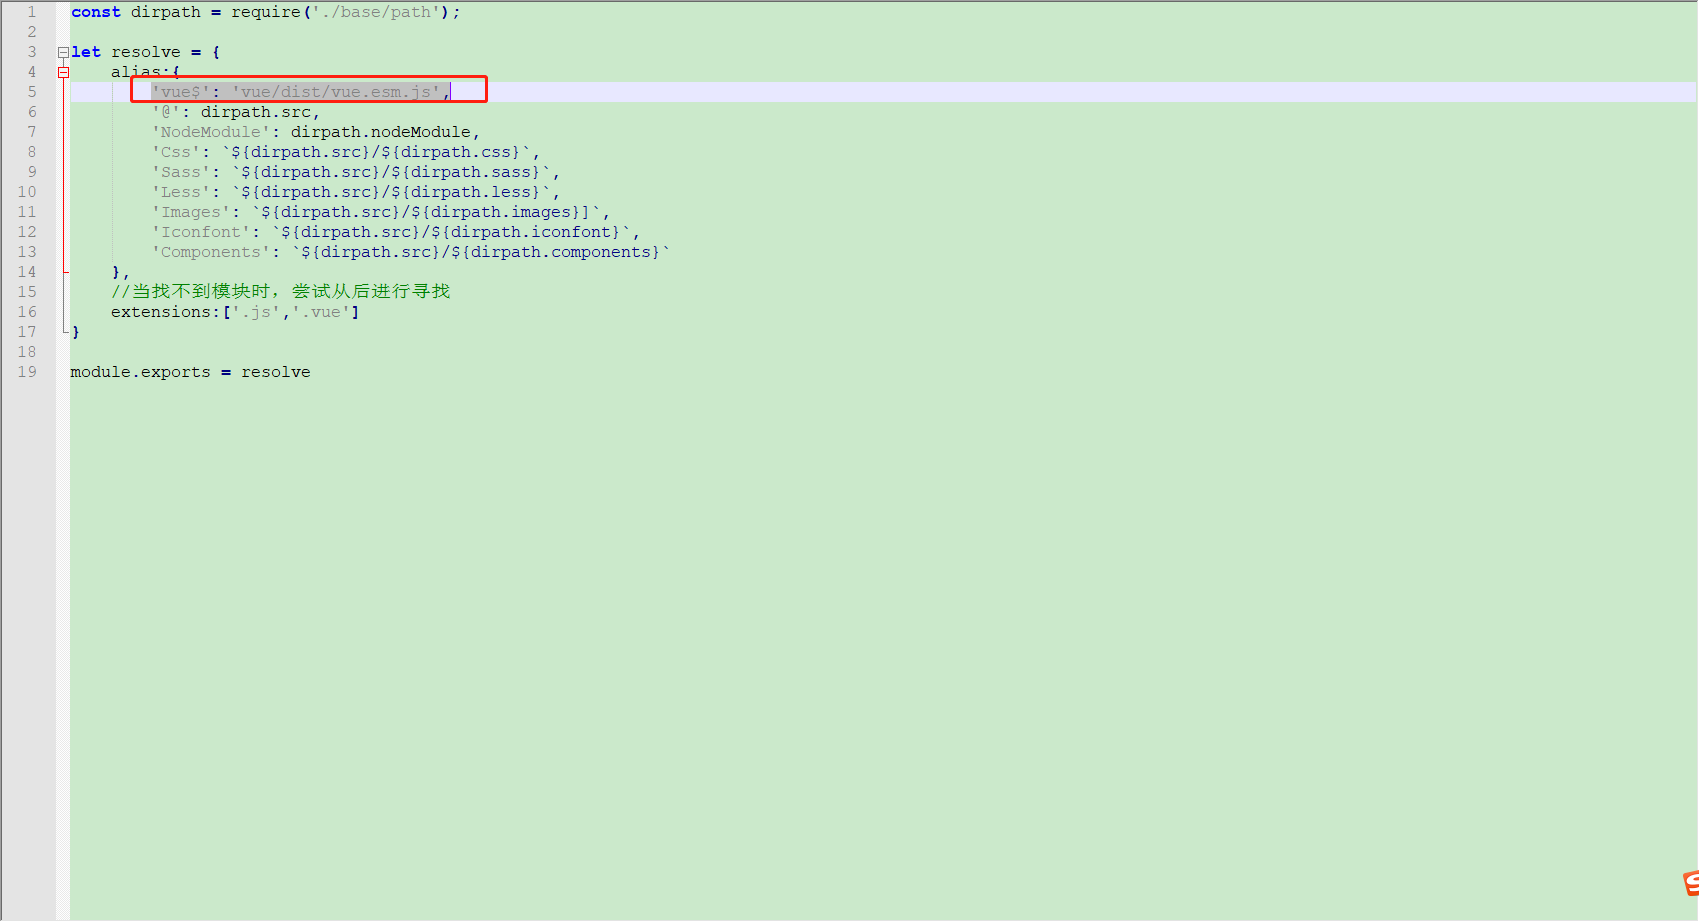 1 const dirpath = require('./base/path');
2
3 let resolve = {
4 alias:{
5 'vue$': 'vue/dist/vue.esm.js',
6 '@': dirpath.src,
7 'NodeModule': dirpath.nodeModule,
8 'Css': `${dirpath.src}/${dirpath.css}`,
9 'Sass': `${dirpath.src}/${dirpath.sass}`,
10 'Less': `${dirpath.src}/${dirpath.less}`,
11 'Images': `${dirpath.src}/${dirpath.images}]`,
12 'Iconfont': `${dirpath.src}/${dirpath.iconfont}`,
13 'Components': `${dirpath.src}/${dirpath.components}`
14 },
15 //当找不到模块时，尝试从后进行寻找
16 extensions:['.js','.vue']
17 }
18
19 module.exports = resolve